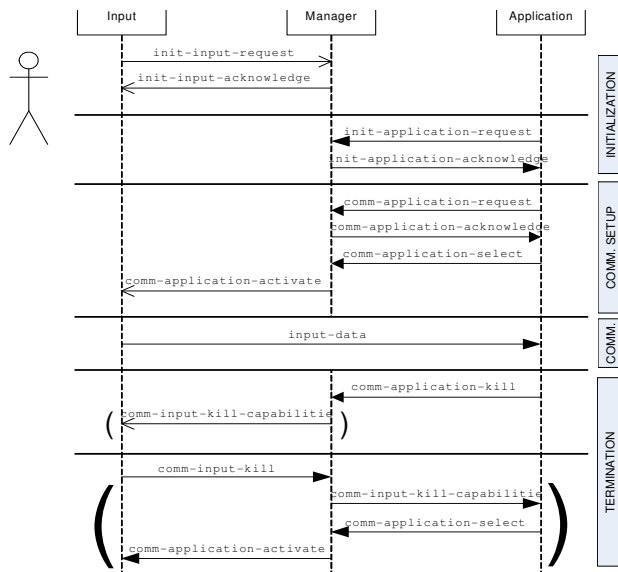 Input
Manager
Application
init-input-request
init-input-acknowledge
init-application-request
init-application-acknowledge
INITIALIZATION
comm-application-request
comm-application-acknowledge
comm-application-select
comm-application-activate
COMM. SETUP
input-data
COMM.
comm-application-kill
(comm-input-kill-capabilitie)
comm-input-kill
comm-input-kill-capabilitie
comm-application-select
comm-application-activate
TERMINATION